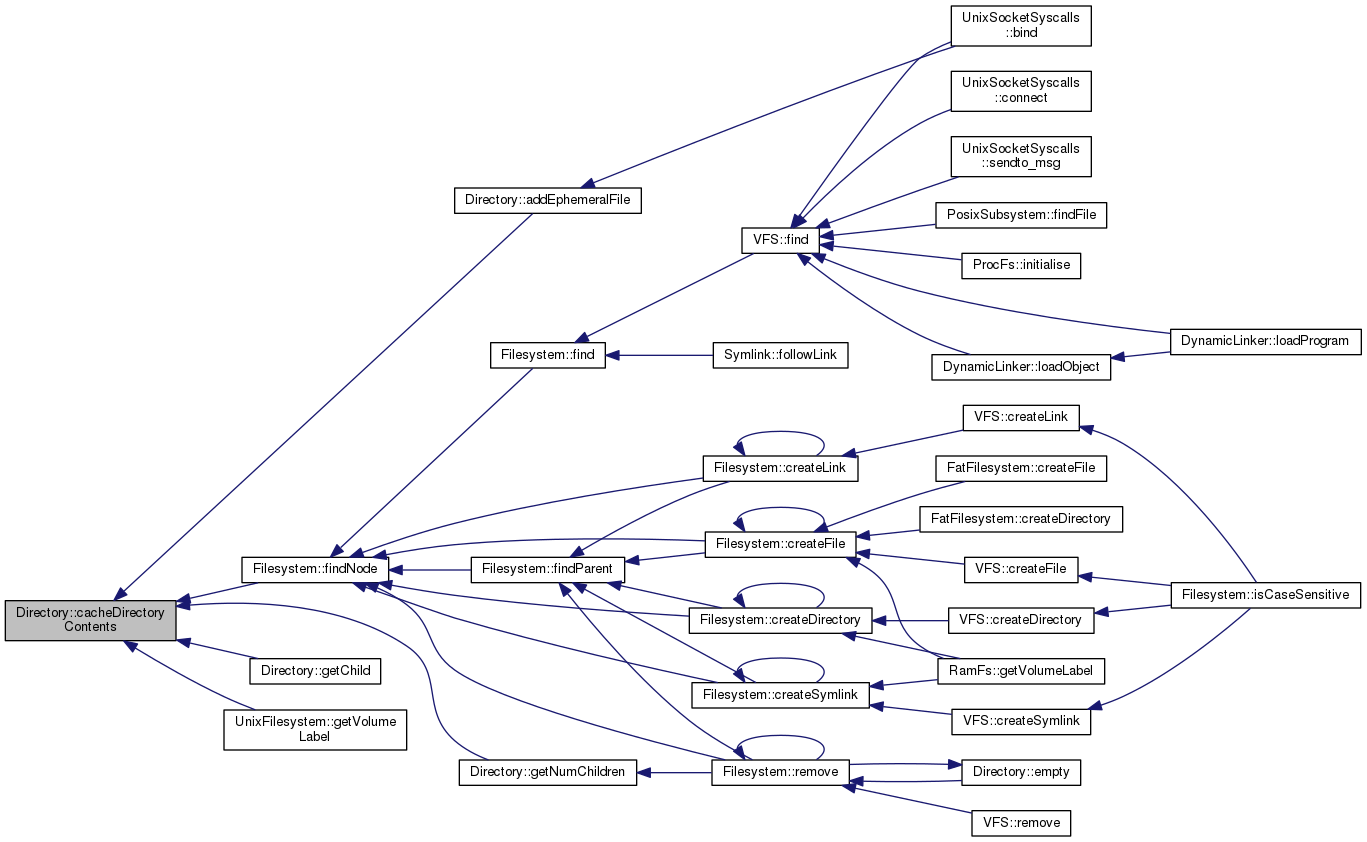 UnixSocketSyscalls
::bind
UnixSocketSyscalls
::connect
UnixSocketSyscalls
::sendto_msg
Directory::addEphemeralFile
PosixSubsystem::findFile
VFS::find
ProcFs::initialise
DynamicLinker::loadProgram
Filesystem::find
Symlink::followLink
DynamicLinker::loadObject
VFS::createLink
Filesystem::createLink
FatFilesystem::createFile
FatFilesystem::createDirectory
Filesystem::createFile
Filesystem::findNode
Filesystem::findParent
VFS::createFile
Filesystem::isCaseSensitive
Directory::cacheDirectory
Contents
Filesystem::createDirectory
VFS::createDirectory
Directory::getChild
RamFs::getVolumeLabel
Filesystem::createSymlink
UnixFilesystem::getVolume
Label
VFS::createSymlink
Directory::getNumChildren
Filesystem::remove
Directory::empty
VFS::remove